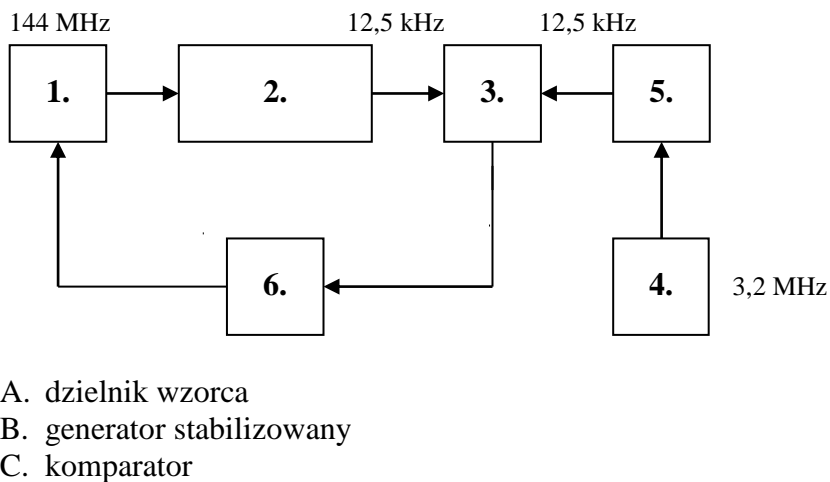 144 MHz 12,5 kHz 12,5 kHz
1. 2. 3. 5.
6. 4. 3,2 MHz
A. dzielnik wzorca
B. generator stabilizowany
C. komparator